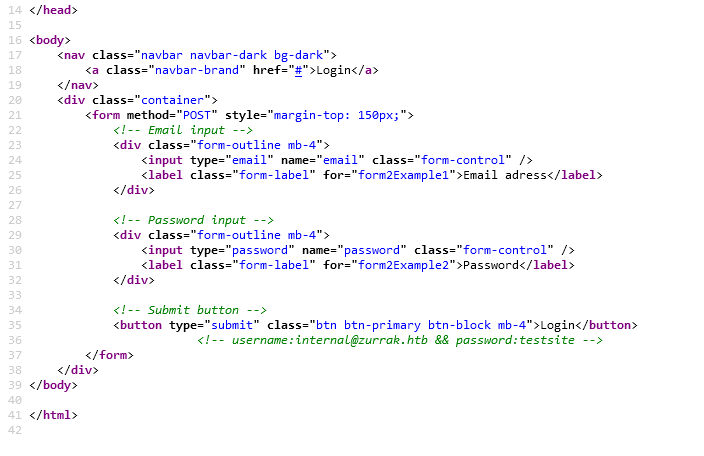 14 </head>
15
16 <body>
17     <nav class="navbar navbar-dark bg-dark">
18         <a class="navbar-brand" href="#">Login</a>
19     </nav>
20     <div class="container">
21         <form method="POST" style="margin-top: 150px;">
22             <!-- Email input -->
23             <div class="form-outline mb-4">
24                 <input type="email" name="email" class="form-control" />
25                 <label class="form-label" for="form2Example1">Email adress</label>
26             </div>
27
28             <!-- Password input -->
29             <div class="form-outline mb-4">
30                 <input type="password" name="password" class="form-control" />
31                 <label class="form-label" for="form2Example2">Password</label>
32             </div>
33
34             <!-- Submit button -->
35             <button type="submit" class="btn btn-primary btn-block mb-4">Login</button>
36                         <!-- username:internal@zurrak.htb && password:testsite -->
37         </form>
38     </div>
39 </body>
40
41 </html>
42